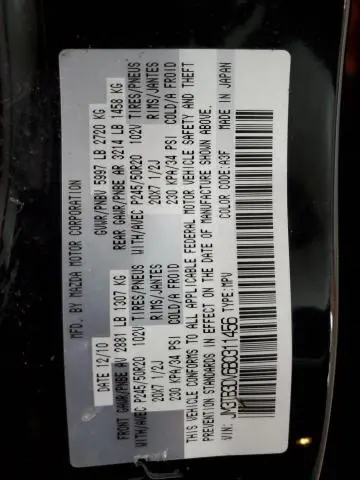 MFD. BY MAZDA MOTOR CORPORATION
DATE 12/10 GVWR/PNBV 5997 LB 2720 KG
FRONT GAWR/PNBE AV 2881 LB 1307 KG REAR GAWR/PNBE AR 3214 LB 1458 KG
WITH/AVEC P245/50R20 102V TIRES/PNEUS WITH/AVEC P245/50R20 102V TIRES/PNEUS
20X7 1/2J RIMS/JANTES 20X7 1/2J RIMS/JANTES
230 KPA/34 PSI COLD/A FROID 230 KPA/34 PSI COLD/A FROID
THIS VEHICLE CONFORMS TO ALL APPLICABLE FEDERAL MOTOR VEHICLE SAFETY AND THEFT
PREVENTION STANDARDS IN EFFECT ON THE DATE OF MANUFACTURE SHOWN ABOVE.
VIN: TYPE:MPV COLOR CODE:A3F MADE IN JAPAN